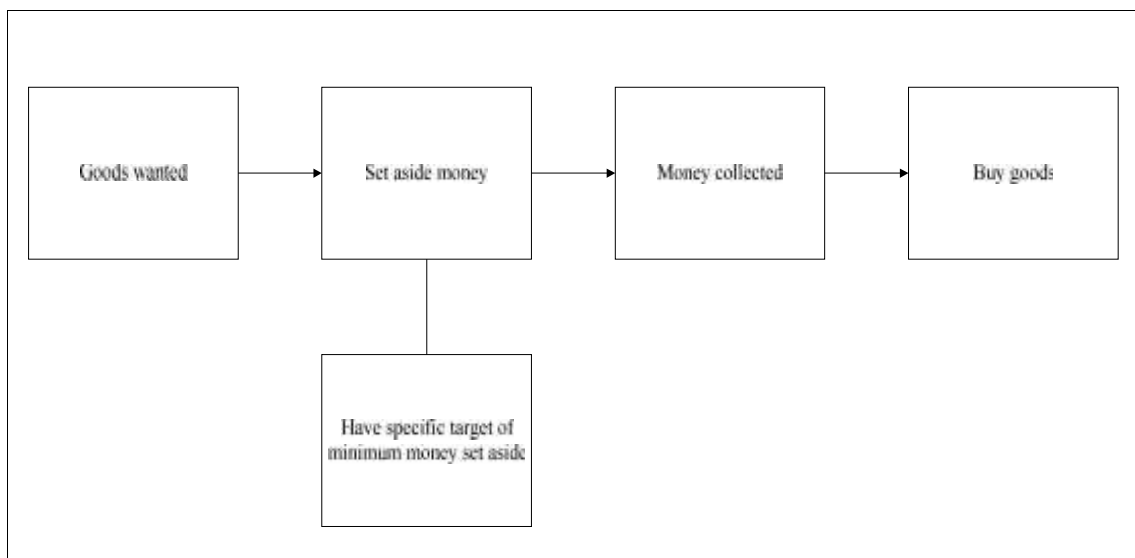 Goods wanted
Set aside money
Money collected
Buy goods
Have specific target of
minimum money set aside